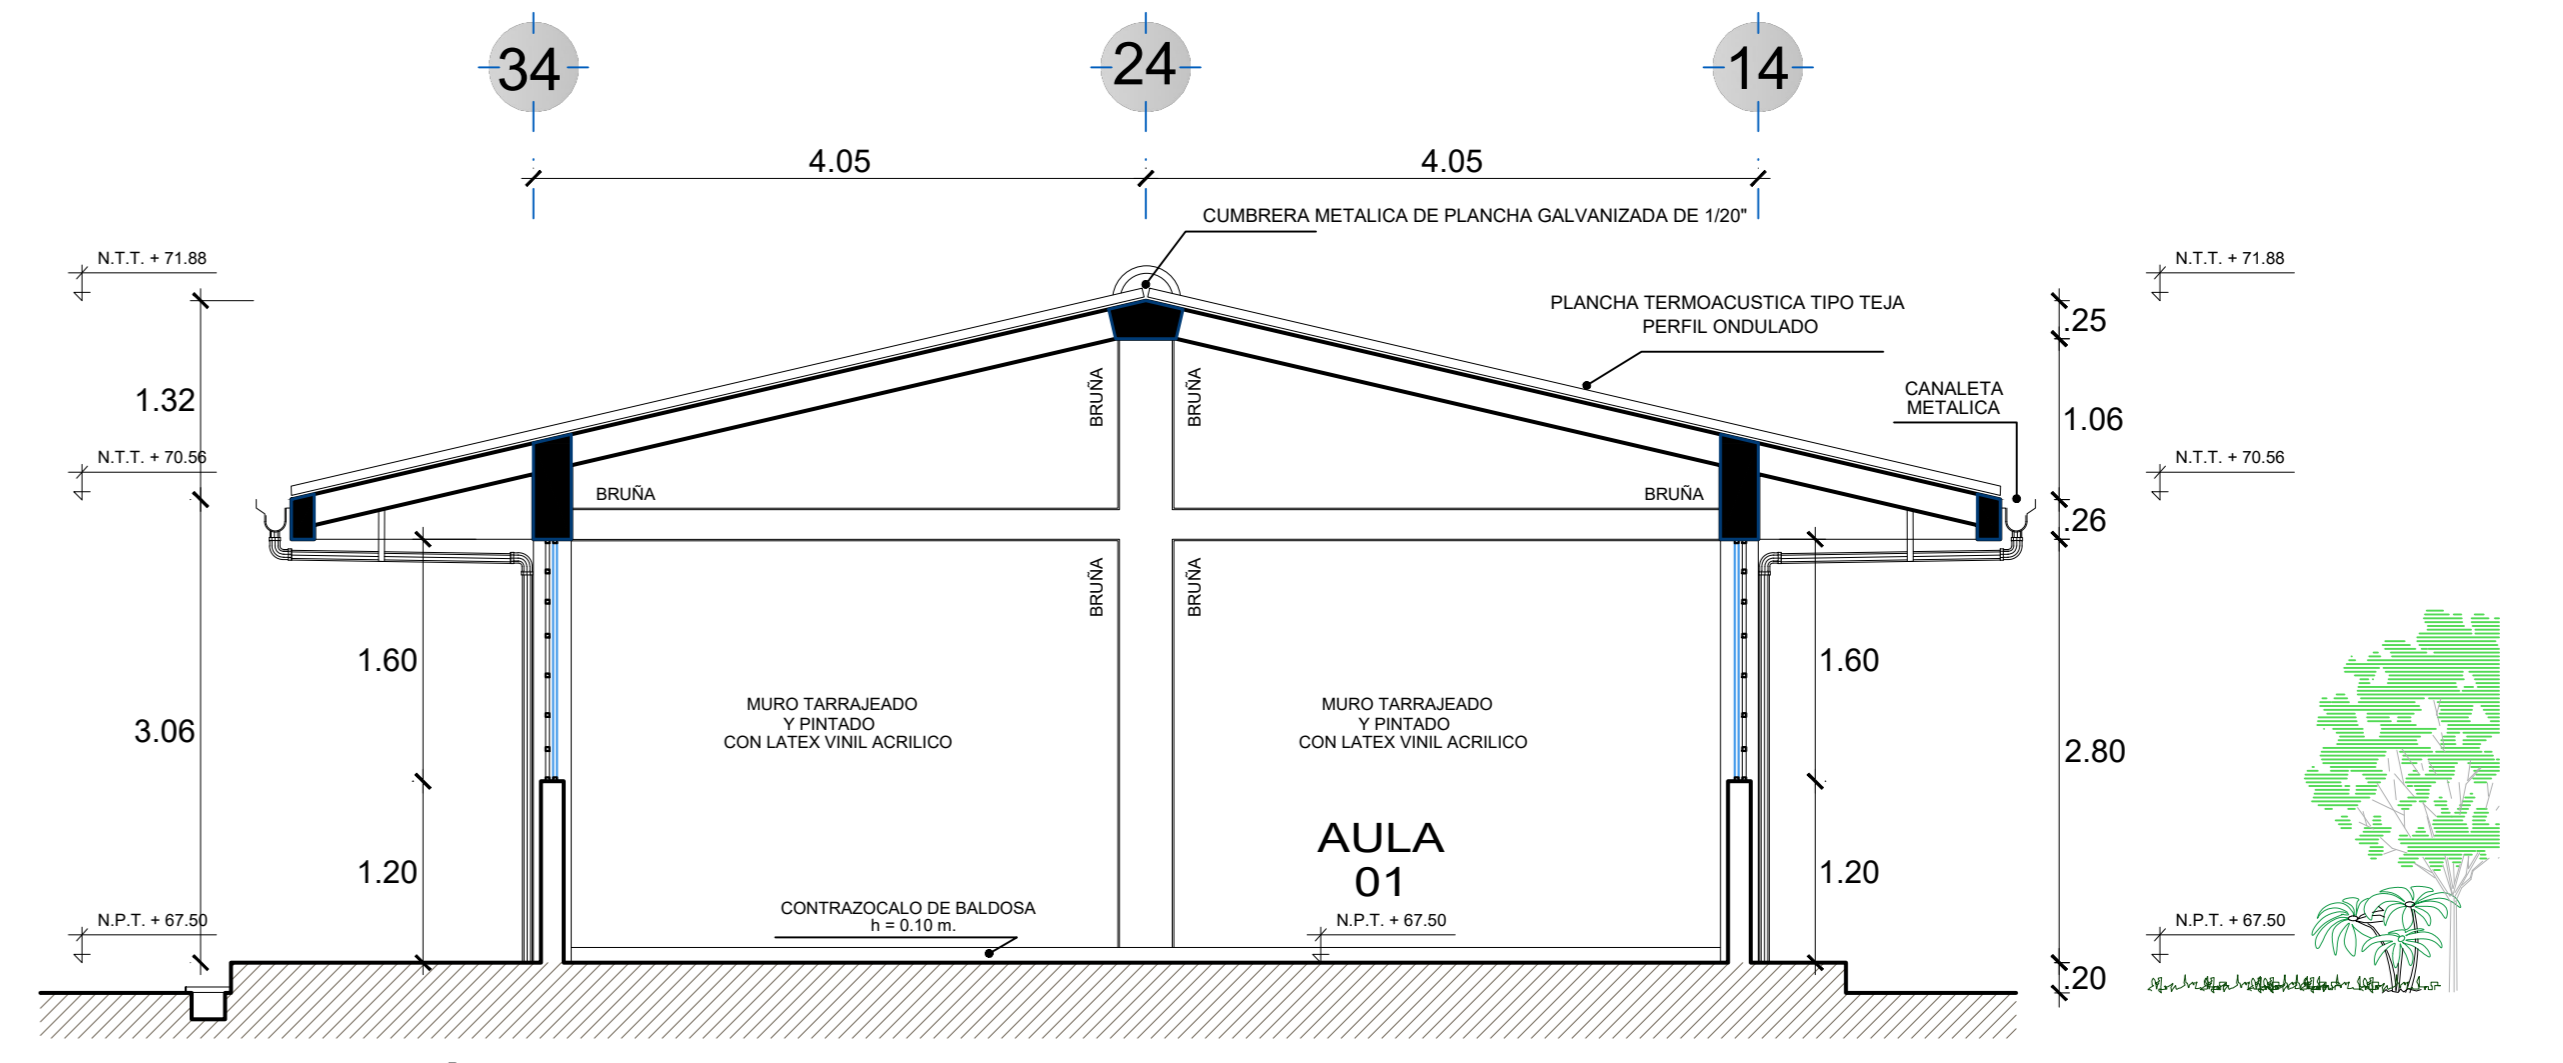 34
24
14
4.05
4.05
CUMBRERA METALICA DE PLANCHA GALVANIZADA DE 1/20"
N.T.T. + 71.88
N.T.T. + 71.88
PLANCHA TERMOACUSTICA TIPO TEJA
PERFIL ONDULADO
.25
1.32
BRUÑA
BRUÑA
CANALETA
METALICA
1.06
N.T.T. + 70.56
N.T.T. + 70.56
BRUÑA
BRUÑA
.26
BRUÑA
BRUÑA
1.60
1.60
3.06
MURO TARRAJEADO
Y PINTADO
CON LATEX VINIL ACRILICO
MURO TARRAJEADO
Y PINTADO
CON LATEX VINIL ACRILICO
2.80
AULA
01
1.20
1.20
CONTRAZOCALO DE BALDOSA
h = 0.10 m.
N.P.T. + 67.50
N.P.T. + 67.50
N.P.T. + 67.50
.20